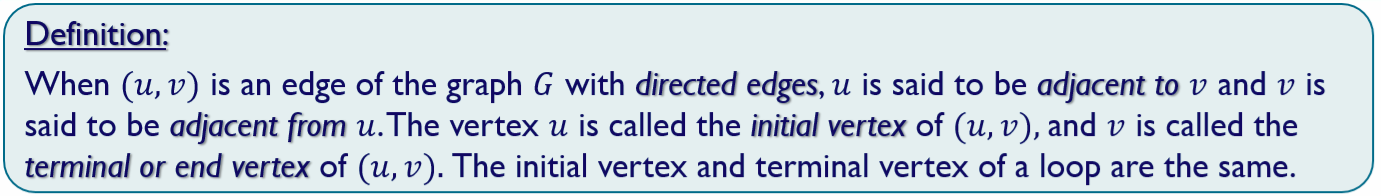 Definition:
When (𝑢, 𝑣) is an edge of the graph 𝐺 with directed edges, 𝑢 is said to be adjacent to 𝑣 and 𝑣 is
said to be adjacent from 𝑢. The vertex 𝑢 is called the initial vertex of (𝑢, 𝑣), and 𝑣 is called the
terminal or end vertex of (𝑢, 𝑣). The initial vertex and terminal vertex of a loop are the same.